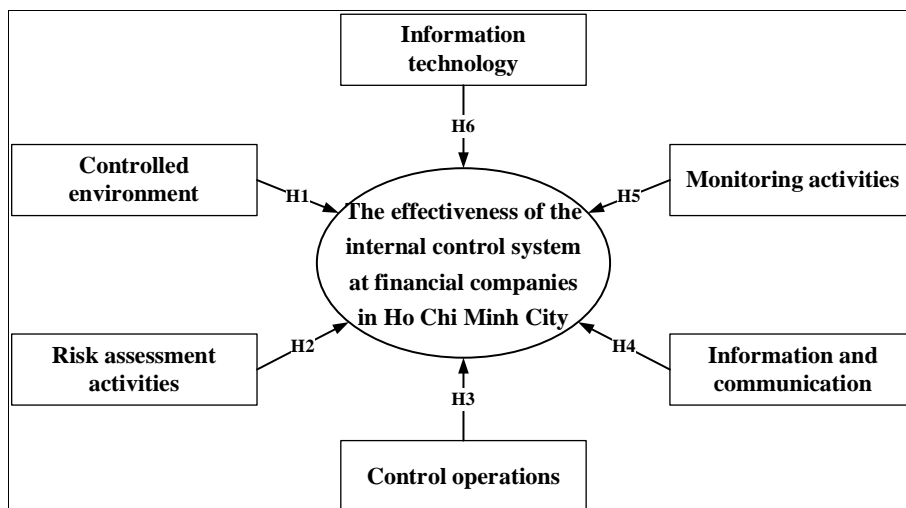 Information
technology
H6
Controlled
environment
H1
Monitoring activities
H5
The effectiveness of the
internal control system
at financial companies
in Ho Chi Minh City
Risk assessment
activities
H2
Information and
communication
H4
H3
Control operations